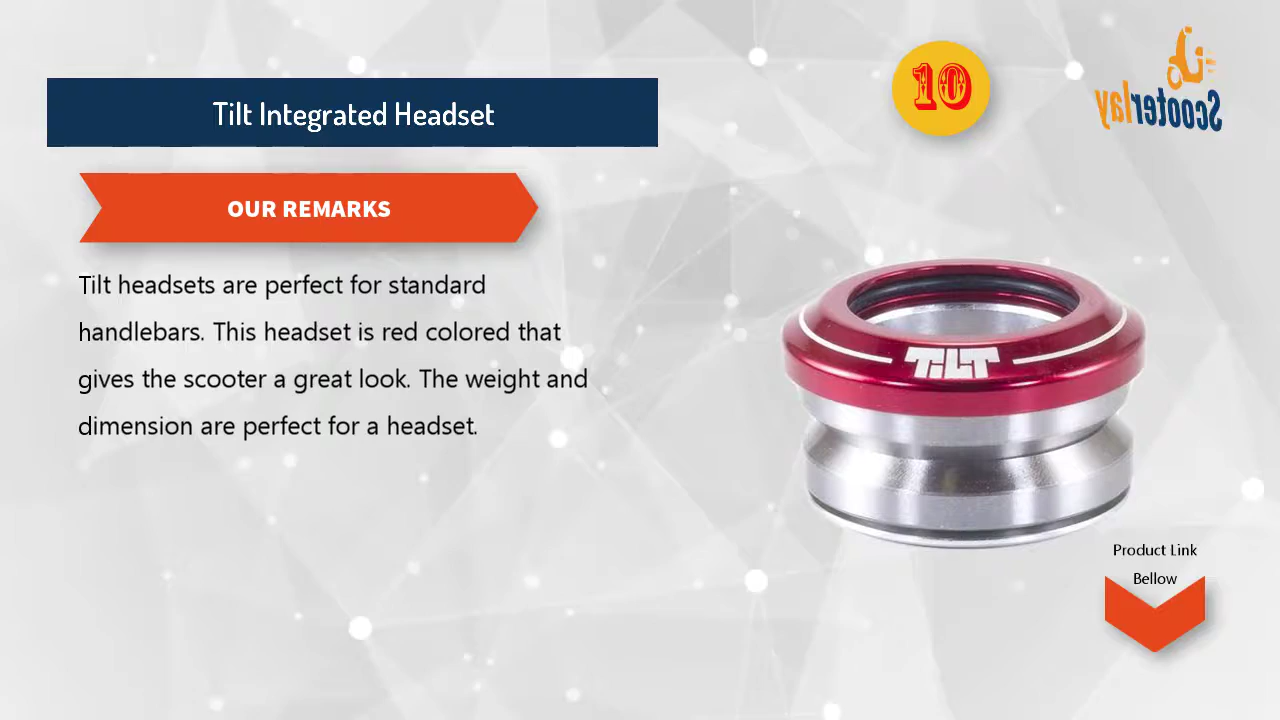 Tilt Integrated Headset
10
Scooterlay
OUR REMARKS
Tilt headsets are perfect for standard
handlebars. This headset is red colored that
gives the scooter a great look. The weight and
dimension are perfect for a headset.
TiLT
Product Link
Bellow